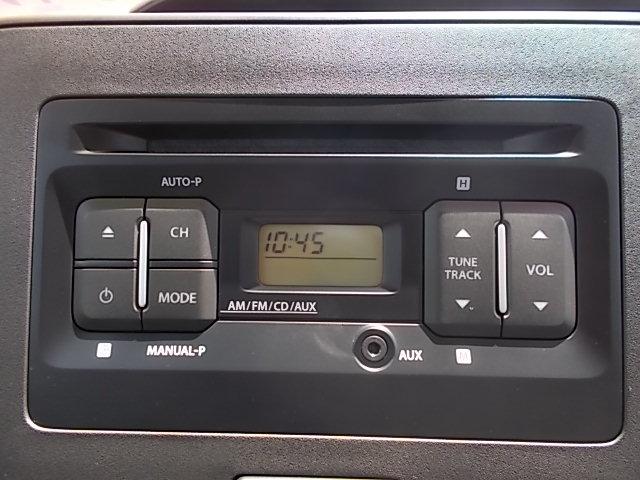 AUTO-P
H
CH
10:45
TUNE
TRACK
VOL
MODE
AM/FM/CD/AUX
MANUAL-P
AUX
M